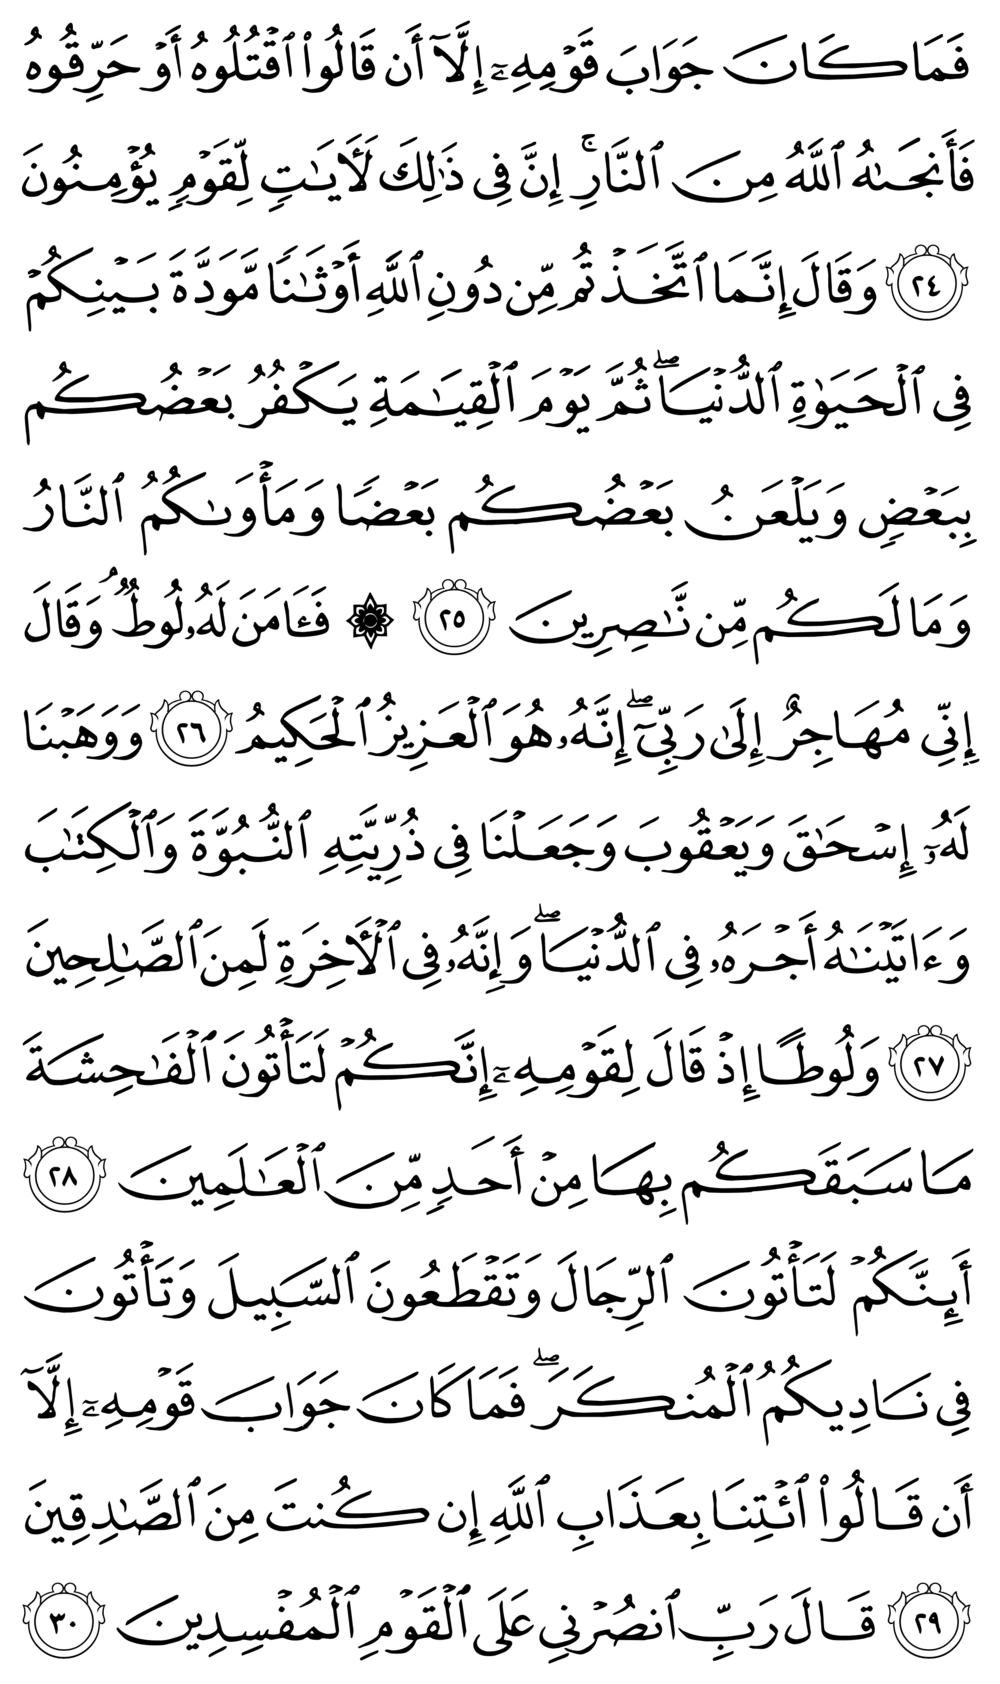 فَمَا كَانَ جَوَابَ قَوْمِهِۦٓ إِلَّآ أَن قَالُوا۟ ٱقْتُلُوهُ أَوْ حَرِّقُوهُ
فَأَنجَىٰهُ ٱللَّهُ مِنَ ٱلنَّارِ ۚ إِنَّ فِى ذَٰلِكَ لَـَٔايَـٰتٍ لِّقَوْمٍ يُؤْمِنُونَ
٢٤ وَقَالَ إِنَّمَا ٱتَّخَذْتُم مِّن دُونِ ٱللَّهِ أَوْثَـٰنًا مَّوَدَّةَ بَيْنِكُمْ
فِى ٱلْحَيَوٰةِ ٱلدُّنْيَا ۖ ثُمَّ يَوْمَ ٱلْقِيَـٰمَةِ يَكْفُرُ بَعْضُكُم
بِبَعْضٍ وَيَلْعَنُ بَعْضُكُم بَعْضًا وَمَأْوَىٰكُمُ ٱلنَّارُ
وَمَا لَكُم مِّن نَّـٰصِرِينَ ٢٥ ۞ فَـَٔامَنَ لَهُۥ لُوطٌ ۘ وَقَالَ
إِنِّى مُهَاجِرٌ إِلَىٰ رَبِّىٓ ۖ إِنَّهُۥ هُوَ ٱلْعَزِيزُ ٱلْحَكِيمُ ٢٦ وَوَهَبْنَا
لَهُۥٓ إِسْحَـٰقَ وَيَعْقُوبَ وَجَعَلْنَا فِى ذُرِّيَّتِهِ ٱلنُّبُوَّةَ وَٱلْكِتَـٰبَ
وَءَاتَيْنَـٰهُ أَجْرَهُۥ فِى ٱلدُّنْيَا ۖ وَإِنَّهُۥ فِى ٱلْـَٔاخِرَةِ لَمِنَ ٱلصَّـٰلِحِينَ
٢٧ وَلُوطًا إِذْ قَالَ لِقَوْمِهِۦٓ إِنَّكُمْ لَتَأْتُونَ ٱلْفَـٰحِشَةَ
مَا سَبَقَكُم بِهَا مِنْ أَحَدٍ مِّنَ ٱلْعَـٰلَمِينَ ٢٨
أَئِنَّكُمْ لَتَأْتُونَ ٱلرِّجَالَ وَتَقْطَعُونَ ٱلسَّبِيلَ وَتَأْتُونَ
فِى نَادِيكُمُ ٱلْمُنكَرَ ۖ فَمَا كَانَ جَوَابَ قَوْمِهِۦٓ إِلَّآ
أَن قَالُوا۟ ٱئْتِنَا بِعَذَابِ ٱللَّهِ إِن كُنتَ مِنَ ٱلصَّـٰدِقِينَ
٢٩ قَالَ رَبِّ ٱنصُرْنِى عَلَى ٱلْقَوْمِ ٱلْمُفْسِدِينَ ٣٠